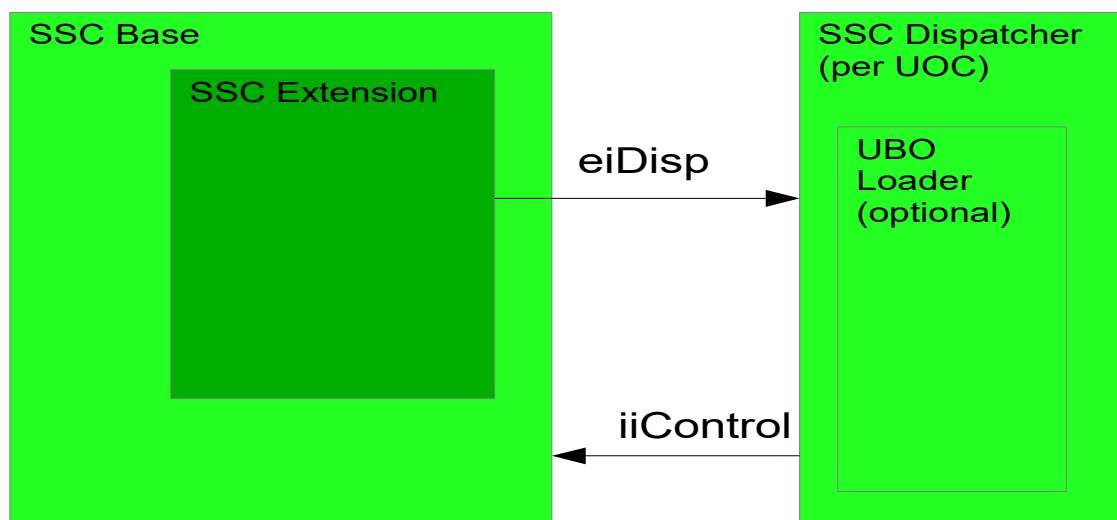 SSC Base
SSC Extension
eiDisp
iiControl
SSC Dispatcher
(per UOC)
UBO
Loader
(optional)